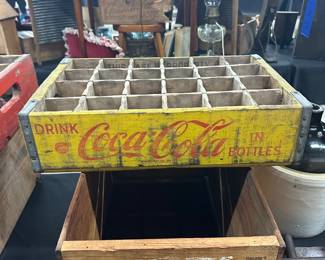 DRINK
Coca-Cola
IN
BOTTLES